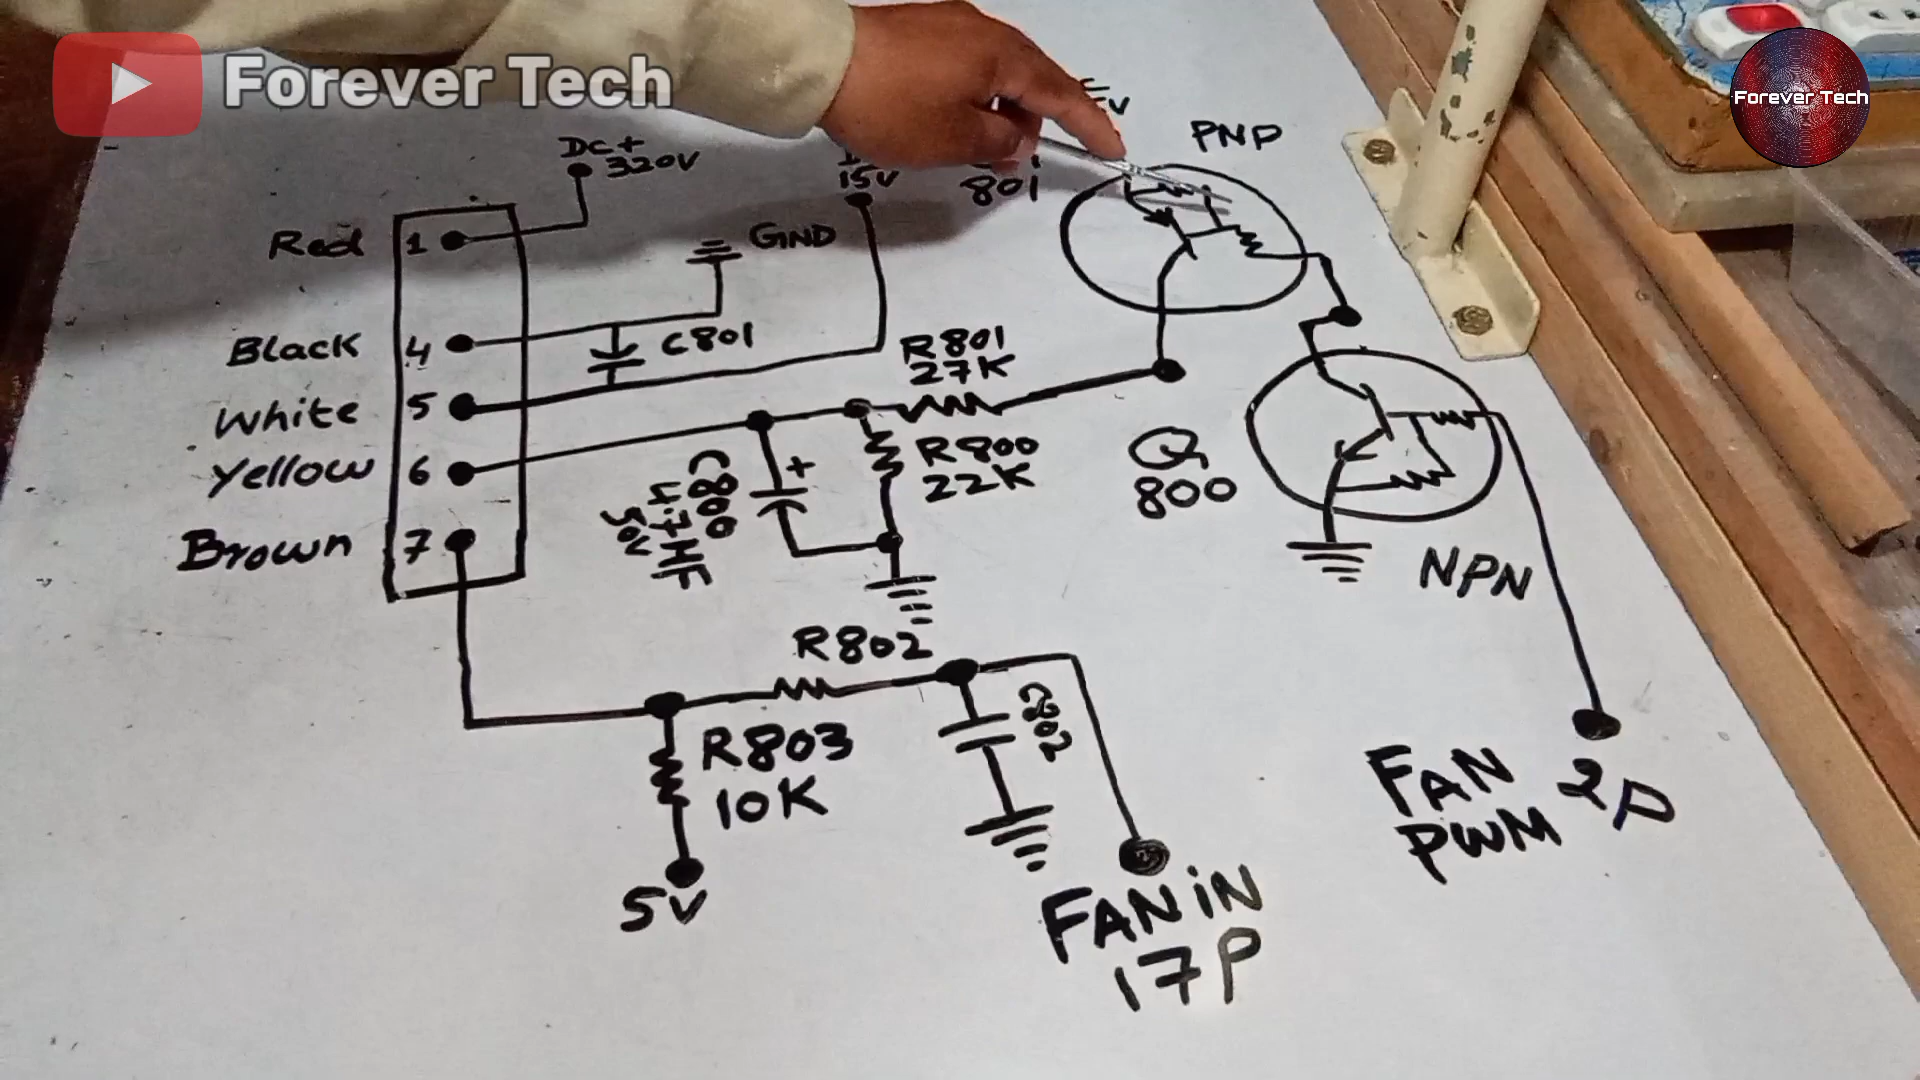 Forever Tech
Forever Tech
DC+
320V
15V
801
PNP
Red 1
GND
Black 4
C801
White 5
R801
27K
Yellow 6
C800
50V
+
R800
22K
Q
800
Brown 7
NPN
R802
R803
10K
C802
5V
FAN
PWM
2P
FAN iN
17P